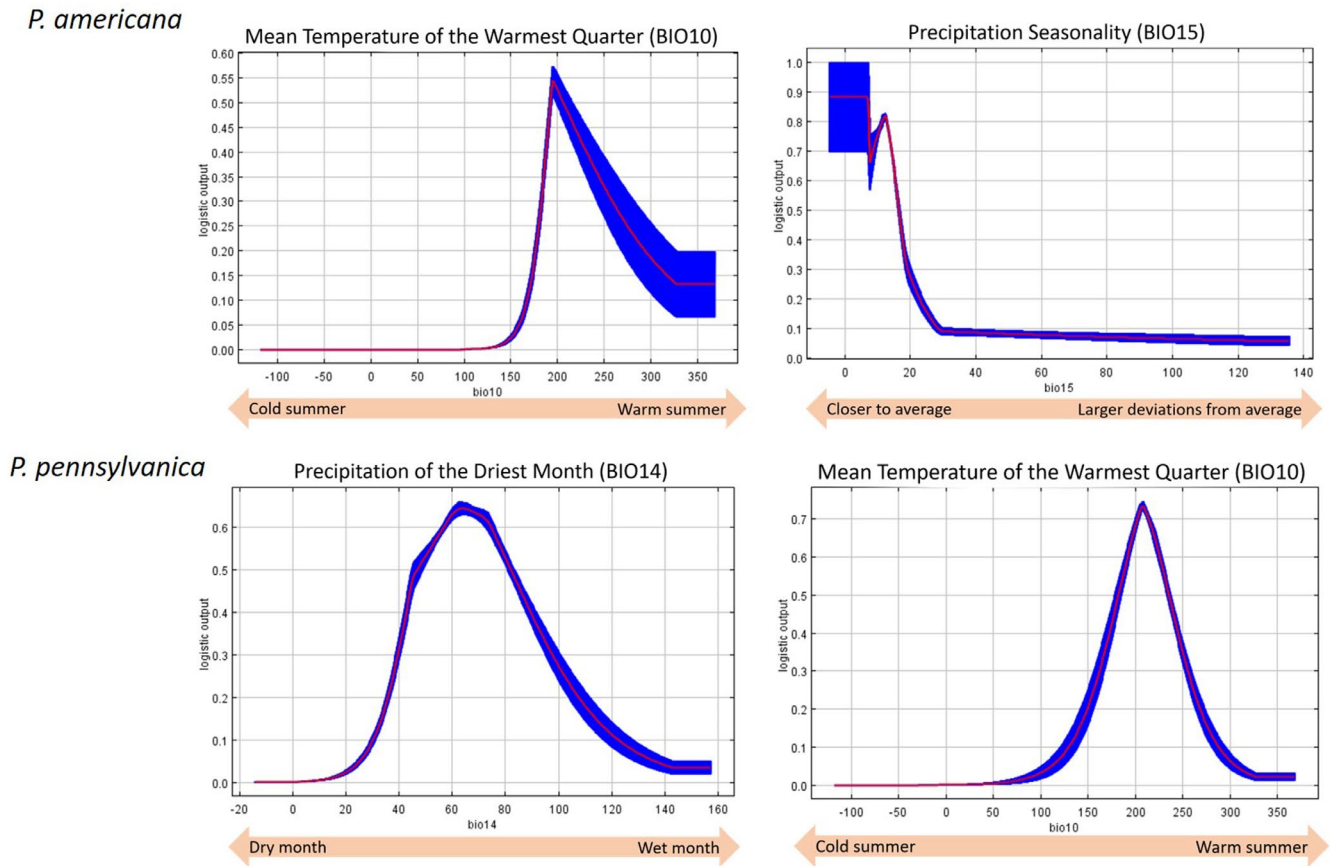 P. americana
Mean Temperature of the Warmest Quarter (BIO10)
0.60
0.55
0.50
0.45
0.40
0.35
0.30
0.25
0.20
0.15
0.10
0.05
0.00
logistic output
-100 -50 0 50 100 150 200 250 300 350
bio10
Cold summer Warm summer
Precipitation Seasonality (BIO15)
1.0
0.9
0.8
0.7
0.6
0.5
0.4
0.3
0.2
0.1
0.0
logistic output
0 20 40 60 80 100 120 140
bio15
Closer to average Larger deviations from average
P. pennsylvanica
Precipitation of the Driest Month (BIO14)
0.6
0.5
0.4
0.3
0.2
0.1
0.0
logistic output
-20 0 20 40 60 80 100 120 140 160
bio14
Dry month Wet month
Mean Temperature of the Warmest Quarter (BIO10)
0.7
0.6
0.5
0.4
0.3
0.2
0.1
0.0
logistic output
-100 -50 0 50 100 150 200 250 300 350
bio10
Cold summer Warm summer